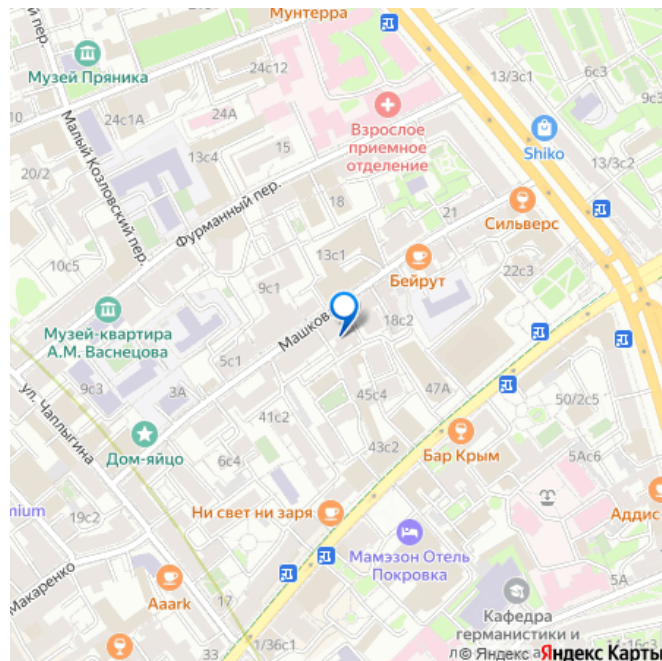 Мунтерра
Музей Пряника
24с12
13/3с1
6с3
9с3
Малый Козловский пер.
10
24с1А
24А
15
Взрослое
приемное
отделение
Shiko
13/3с2
20/2
13с4
Фурманный пер.
18
21
Сильверс
10с5
13с1
Бейрут
22с3
9с1
Музей-квартира
А.М. Васнецова
Машков
18с2
5с1
9с3
3А
45с4
47А
50/2с5
ул. Чаплыгина
Дом-яйцо
41с2
6с4
43с2
Бар Крым
5Ас6
Ни свет ни заря
mium
19с2
Аддис
Мамэзон Отель
Покровка
Макаренко
Aaark
17
5А
Кафедра
германистики и
33
1/36с1
14-16с3
© Яндекс Яндекс Карты